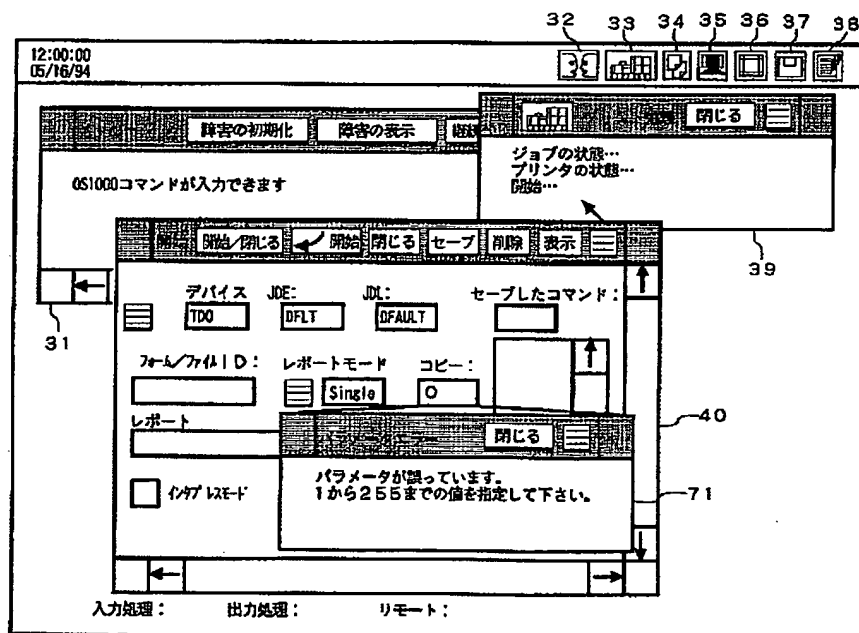 32 33 34 35 36 37 38
12:00:00
05/16/94
障害の初期化 障害の表示
閉じる
ジョブの状態…
プリンタの状態…
開始…
OS1000コマンドが入力できます
39
開始/閉じる 開始 閉じる セーブ 削除 表示
31
デバイス JDE: JDL: セーブしたコマンド:
TDO DFLT DFAULT
フォーム/ファイルID: レポートモード コピー:
Single 0
レポート
40
パラメータエラー 閉じる
パラメータが誤っています。
1から255までの値を指定して下さい。
71
インタプレスモード
入力処理: 出力処理: リモート: